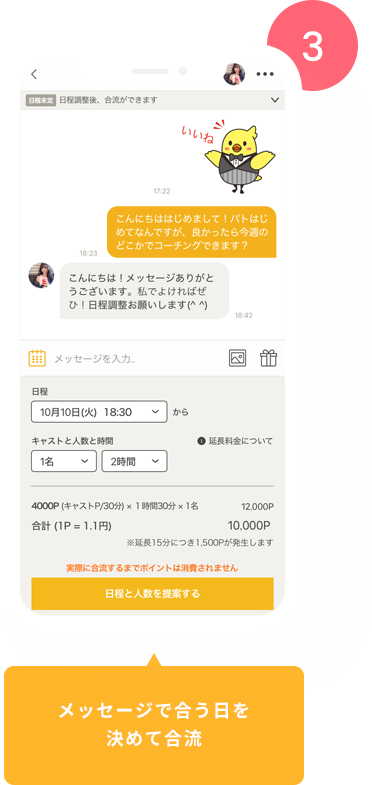 3
日程未定 日程調整後、合流ができます
いいね
17:22
こんにちははじめまして！パトはじ
めてなんですが、良かったら今週の
どこかでコーチングできます？
18:23
こんにちは！メッセージありがと
うございます。私でよければぜ
ひ！日程調整お願いします(^ ^)
18:42
メッセージを入力..
日程
10月10日(火) 18:30 から
キャストと人数と時間 延長料金について
1名 2時間
4000P (キャストP/30分) × 1時間30分 × 1名 12,000P
合計 (1P = 1.1円) 10,000P
※延長15分につき1,500Pが発生します
実際に合流するまでポイントは消費されません
日程と人数を提案する
メッセージで合う日を
決めて合流